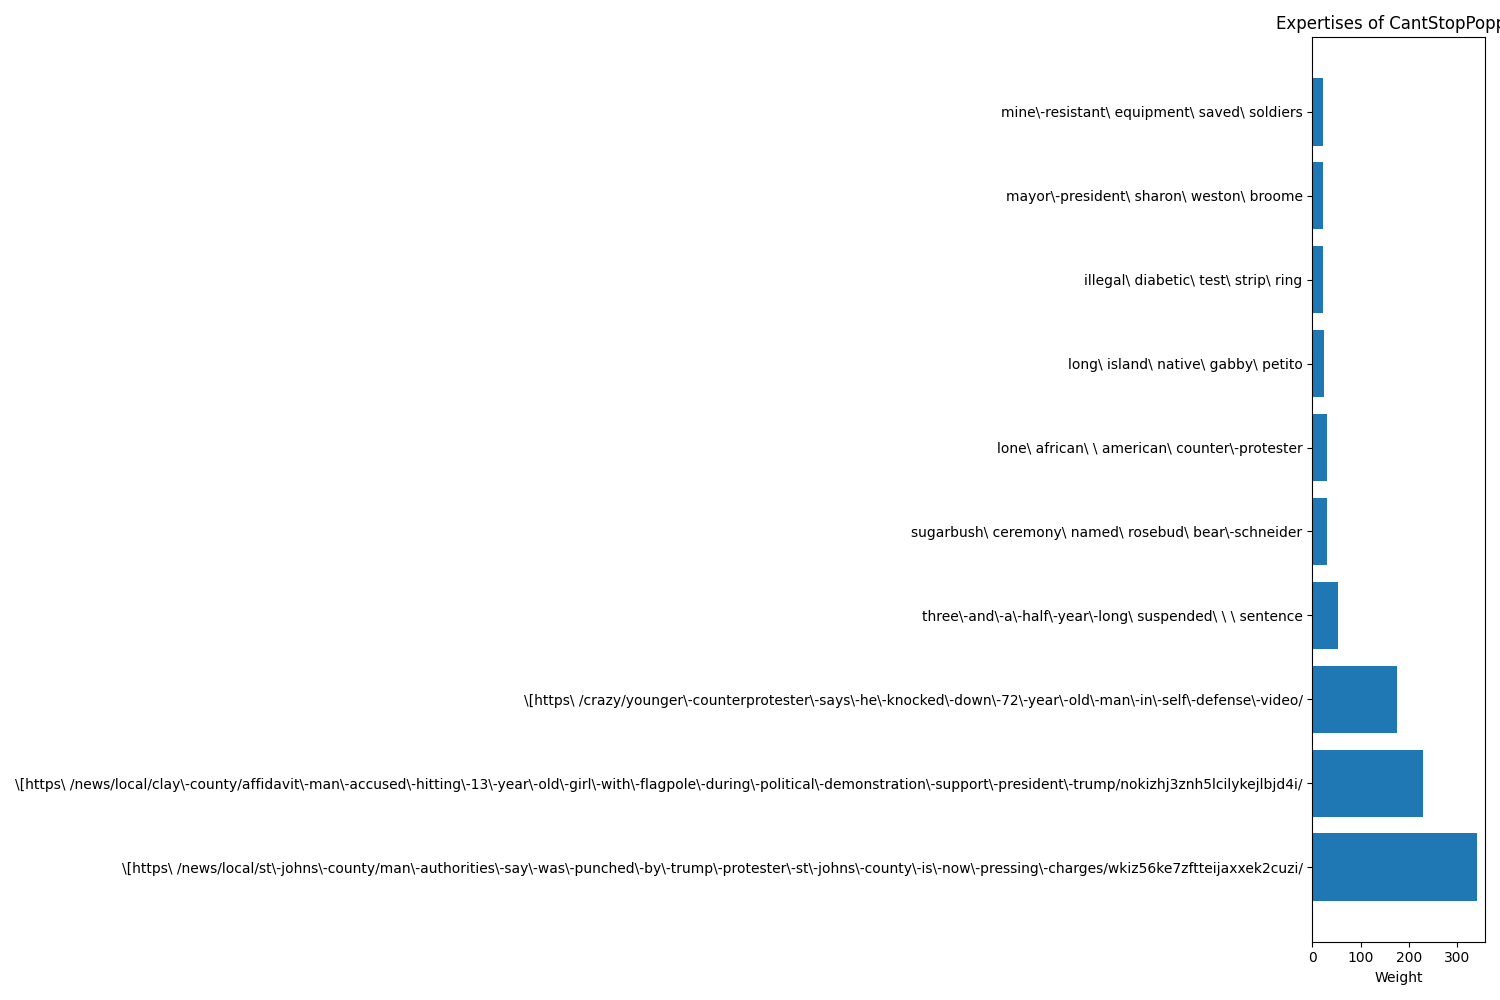 Expertises of CantStopPopp
mine\-resistant\ equipment\ saved\ soldiers
mayor\-president\ sharon\ weston\ broome
illegal\ diabetic\ test\ strip\ ring
long\ island\ native\ gabby\ petito
lone\ african\ \ american\ counter\-protester
sugarbush\ ceremony\ named\ rosebud\ bear\-schneider
three\-and\-a\-half\-year\-long\ suspended\ \ \ sentence
\[https\ /crazy/younger\-counterprotester\-says\-he\-knocked\-down\-72\-year\-old\-man\-in\-self\-defense\-video/
\[https\ /news/local/clay\-county/affidavit\-man\-accused\-hitting\-13\-year\-old\-girl\-with\-flagpole\-during\-political\-demonstration\-support\-president\-trump/nokizhj3znh5lcilykejlbjd4i/
\[https\ /news/local/st\-johns\-county/man\-authorities\-say\-was\-punched\-by\-trump\-protester\-st\-johns\-county\-is\-now\-pressing\-charges/wkiz56ke7zftteijaxxek2cuzi/
0 100 200 300
Weight